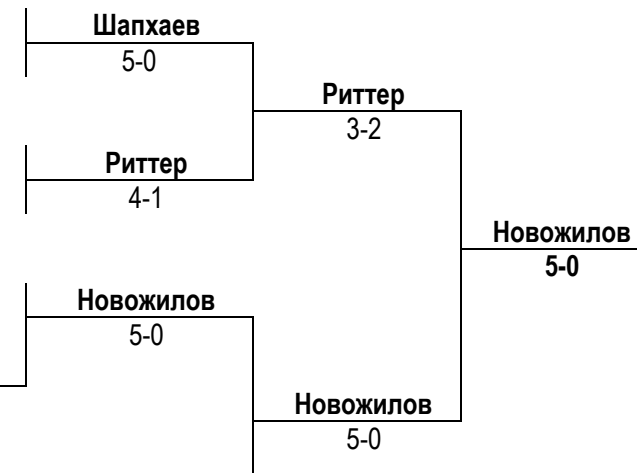 Шапхаев
5-0
Риттер
3-2
Риттер
4-1
Новожилов
5-0
Новожилов
5-0
Новожилов
5-0